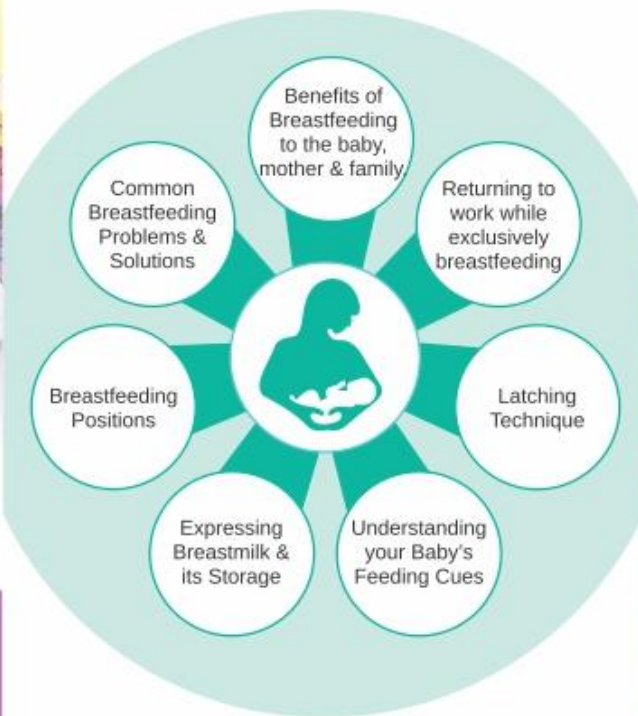 Benefits of
Breastfeeding
to the baby,
mother & family
Returning to
work while
exclusively
breastfeeding
Latching
Technique
Understanding
your Baby's
Feeding Cues
Expressing
Breastmilk &
its Storage
Breastfeeding
Positions
Common
Breastfeeding
Problems &
Solutions